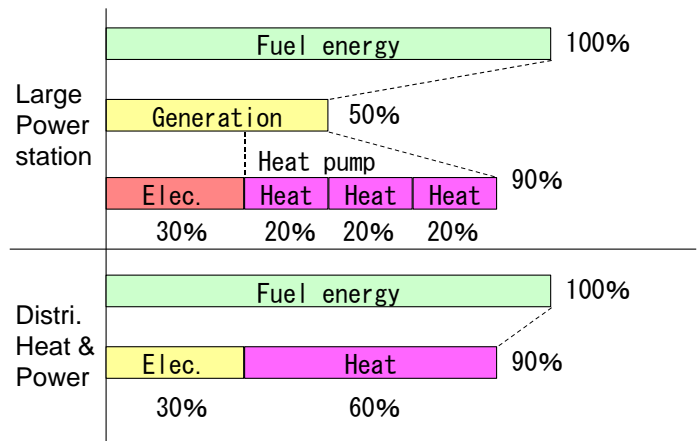 Fuel energy
100%
Large
Power
station
Generation
50%
Heat pump
90%
Elec.
Heat
Heat
Heat
30%
20%
20%
20%
Fuel energy
100%
Distri.
Heat &
Power
Elec.
Heat
90%
30%
60%